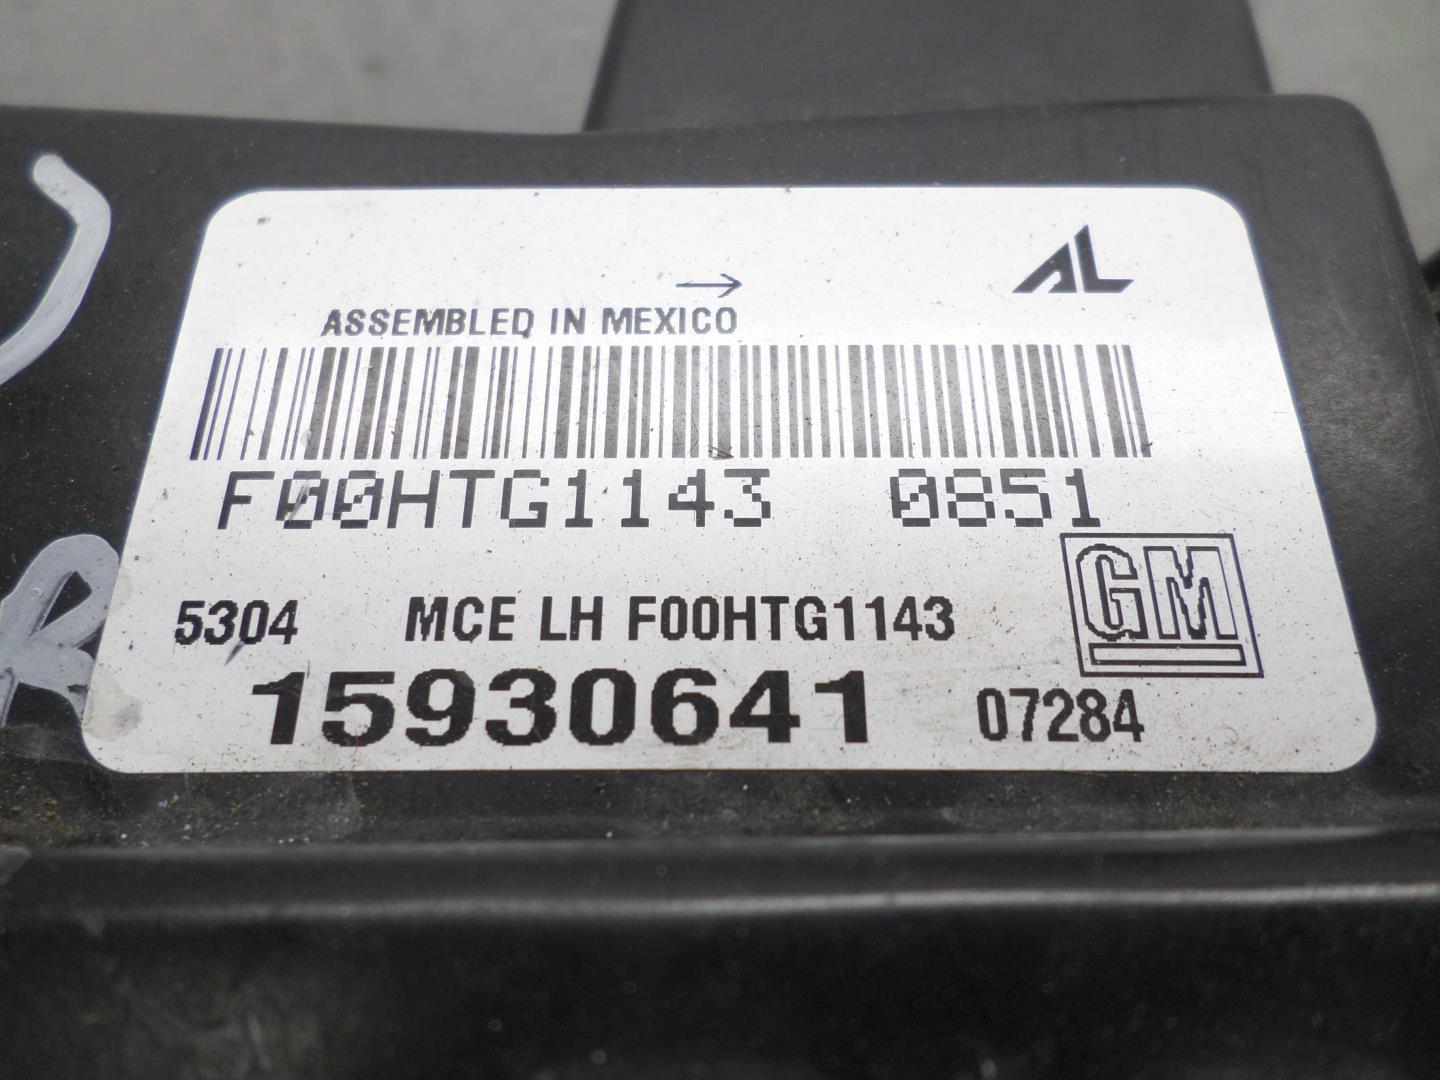 AL
ASSEMBLED IN MEXICO
F00HTG1143 0851
GM
5304 MCE LH F00HTG1143
15930641 07284
R